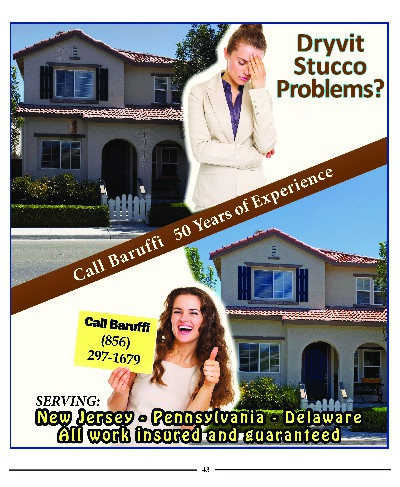 Dryvit
Stucco
Problems?
Call Baruffi 50 Years of Experience
Call Baruffi
(856)
297-1679
SERVING:
New Jersey - Pennsylvania - Delaware
All work insured and guaranteed
43